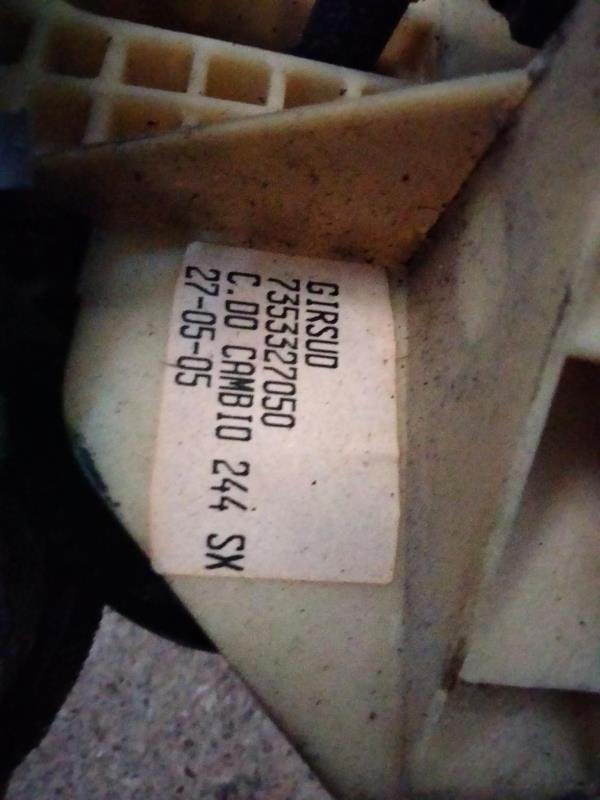 GIRSUD
7353327050
C.DO CAMBIO 244 SX
27-05-05